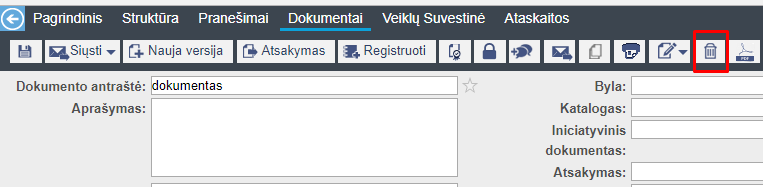 Pagrindinis Struktūra Pranešimai Dokumentai Veiklų Suvestinė Ataskaitos
Siųsti Nauja versija Atsakymas Registruoti PDF
Dokumento antraštė: dokumentas Byla:
Aprašymas: Katalogas:
Iniciatyvinis
dokumentas:
Atsakymas: